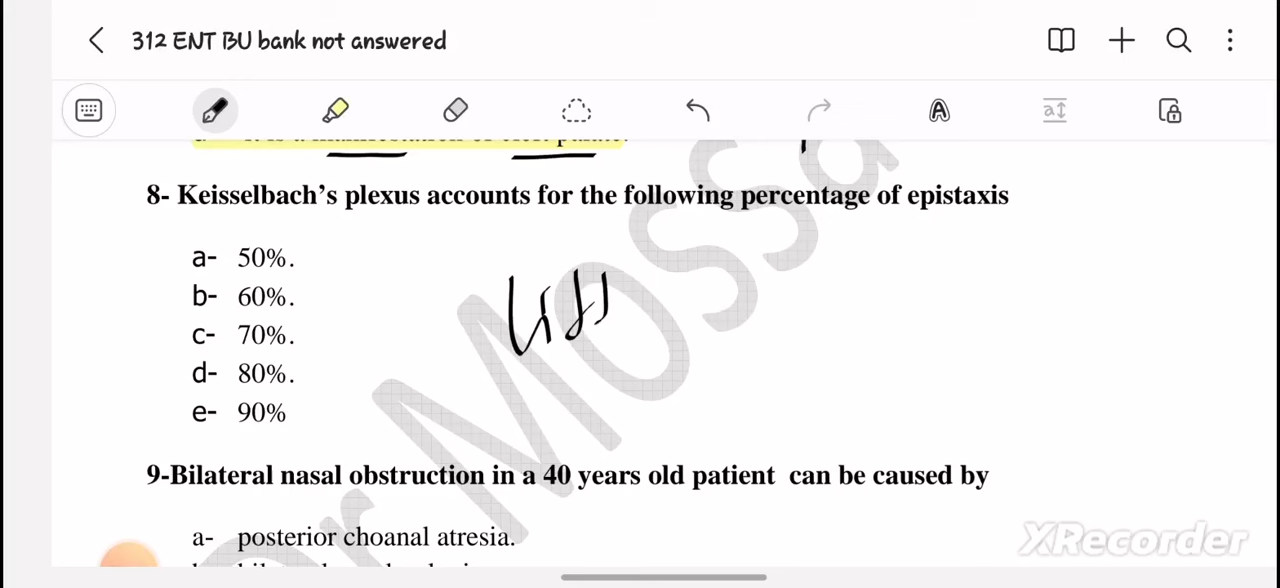 312 ENT BU bank not answered
8- Keisselbach's plexus accounts for the following percentage of epistaxis
a- 50%.
b- 60%.
c- 70%.
d- 80%.
e- 90%
9-Bilateral nasal obstruction in a 40 years old patient can be caused by
a- posterior choanal atresia.
Dr Mossa
XRecorder